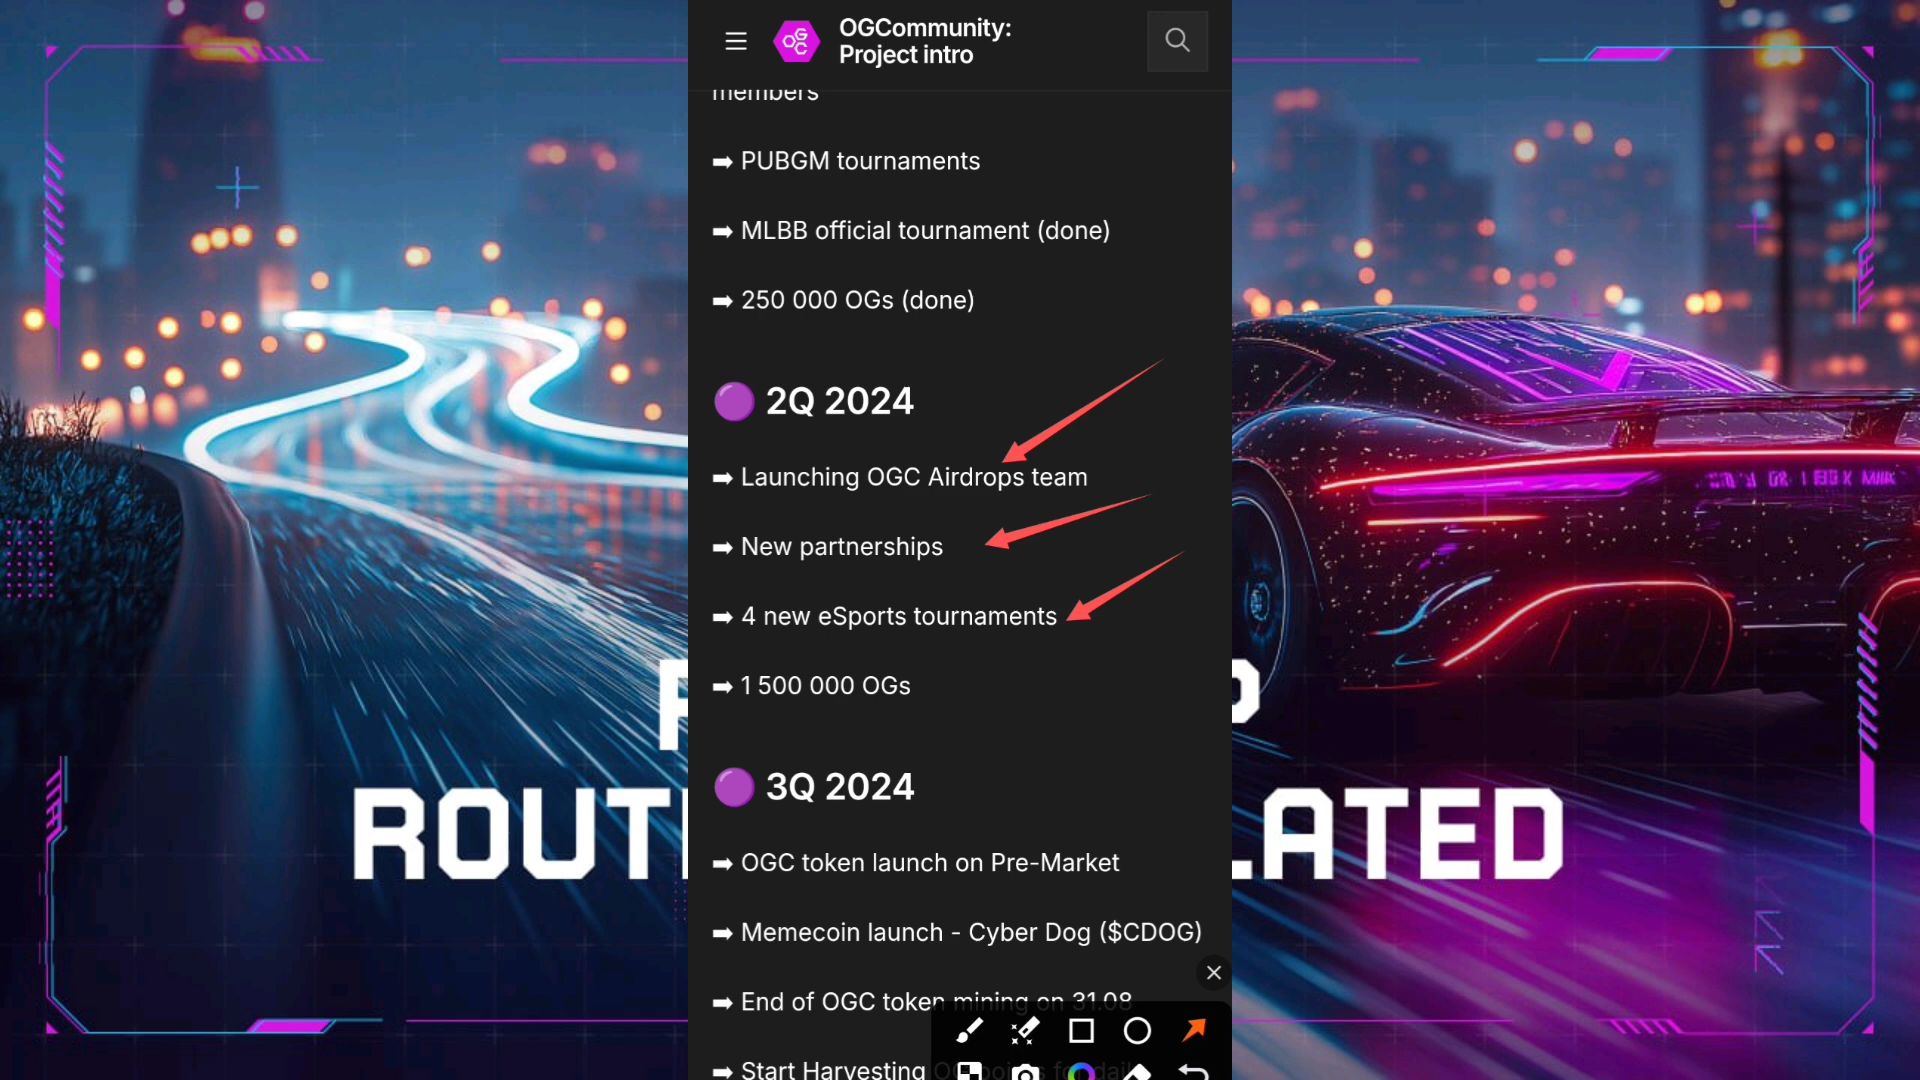 OGCommunity:
Project intro
members
➡ PUBGM tournaments
➡ MLBB official tournament (done)
➡ 250 000 OGs (done)
2Q 2024
➡ Launching OGC Airdrops team
➡ New partnerships
➡ 4 new eSports tournaments
➡ 1 500 000 OGs
3Q 2024
➡ OGC token launch on Pre-Market
➡ Memecoin launch - Cyber Dog ($CDOG)
➡ End of OGC token mining on 31.08
➡ Start Harvesting
ROUT
LATED